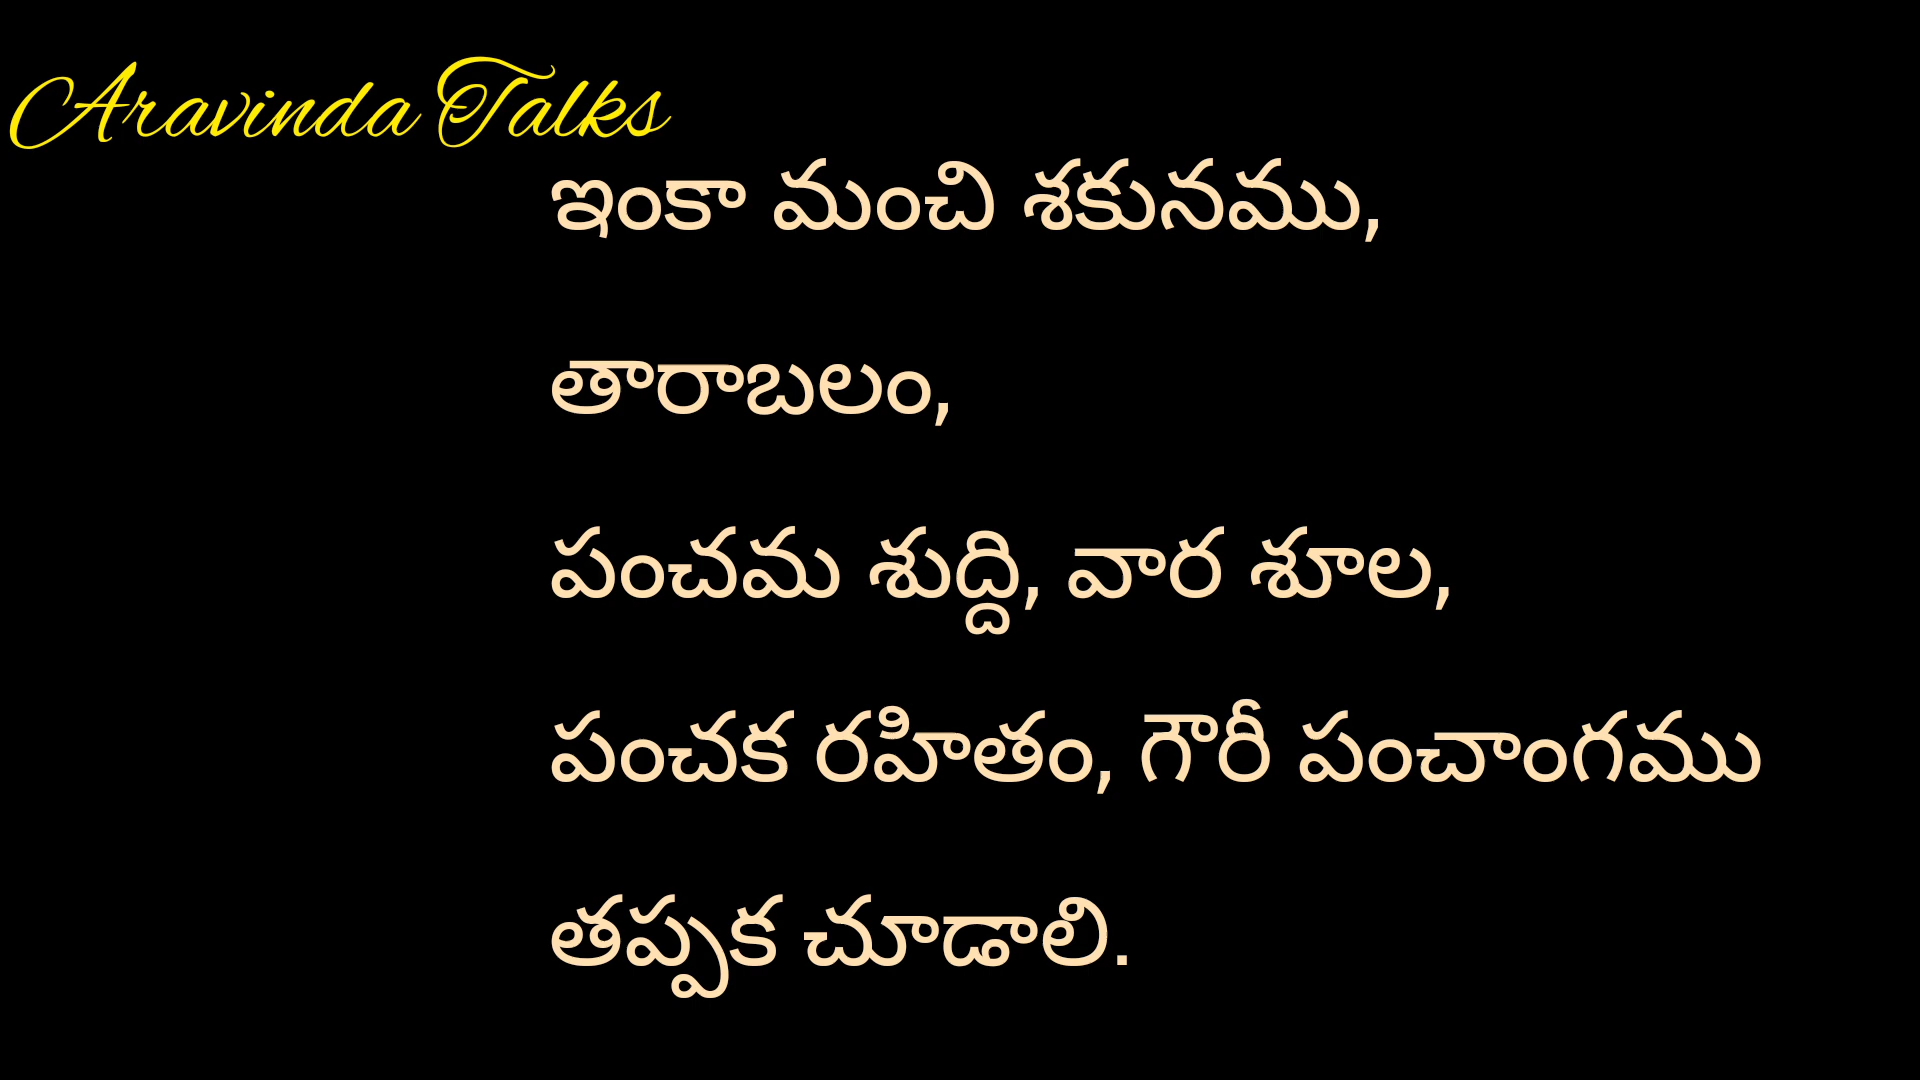 Aravinda Talks
ఇంకా మంచి శకునము,
తారాబలం,
పంచమ శుద్ది, వార శూల,
పంచక రహితం, గౌరీ పంచాంగము
తప్పక చూడాలి.